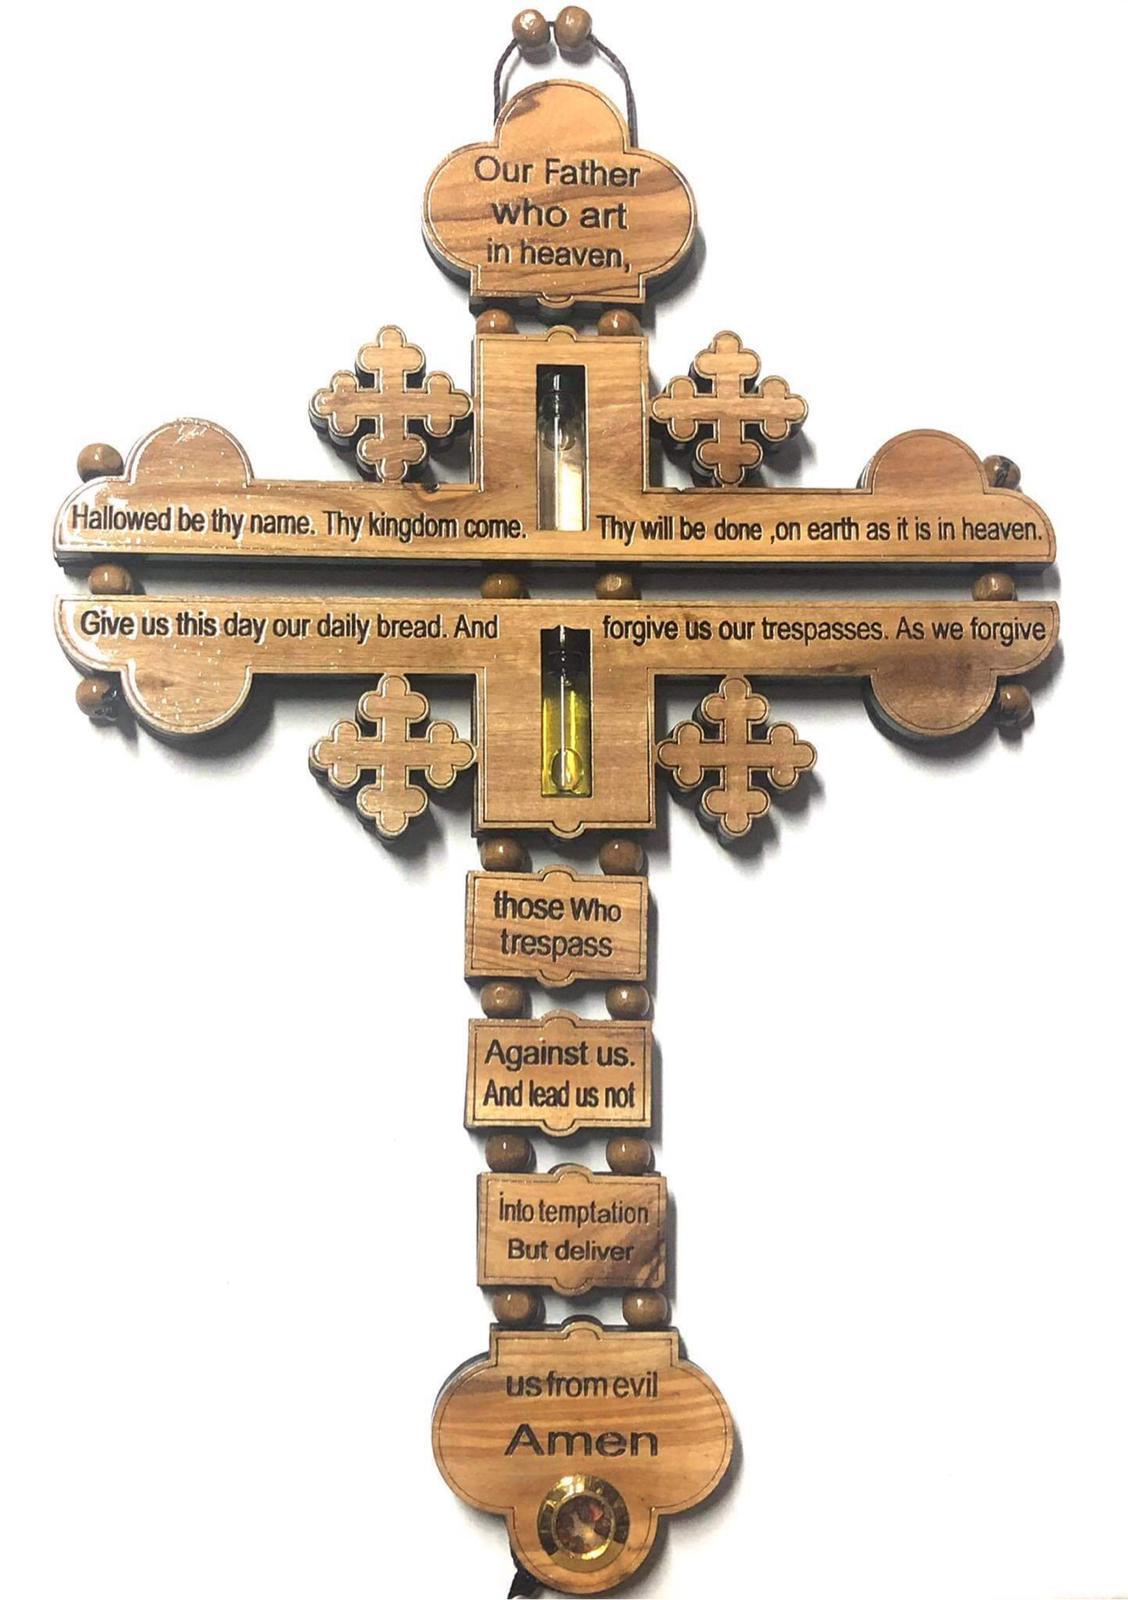 Our Father
who art
in heaven,
Hallowed be thy name. Thy kingdom come. Thy will be done ,on earth as it is in heaven.
Give us this day our daily bread. And forgive us our trespasses. As we forgive
those Who
trespass
Against us.
And lead us not
into temptation
But deliver
us from evil
Amen